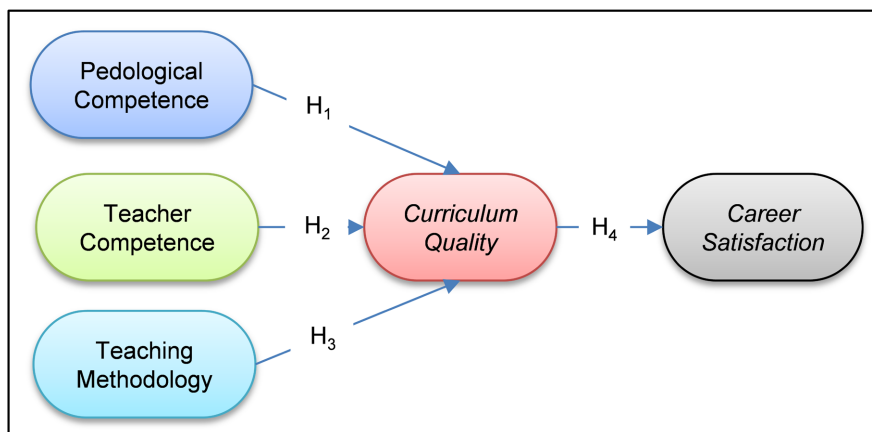 Pedological
Competence
H₁
Teacher
Competence
H₂
Curriculum
Quality
H₄
Career
Satisfaction
H₃
Teaching
Methodology